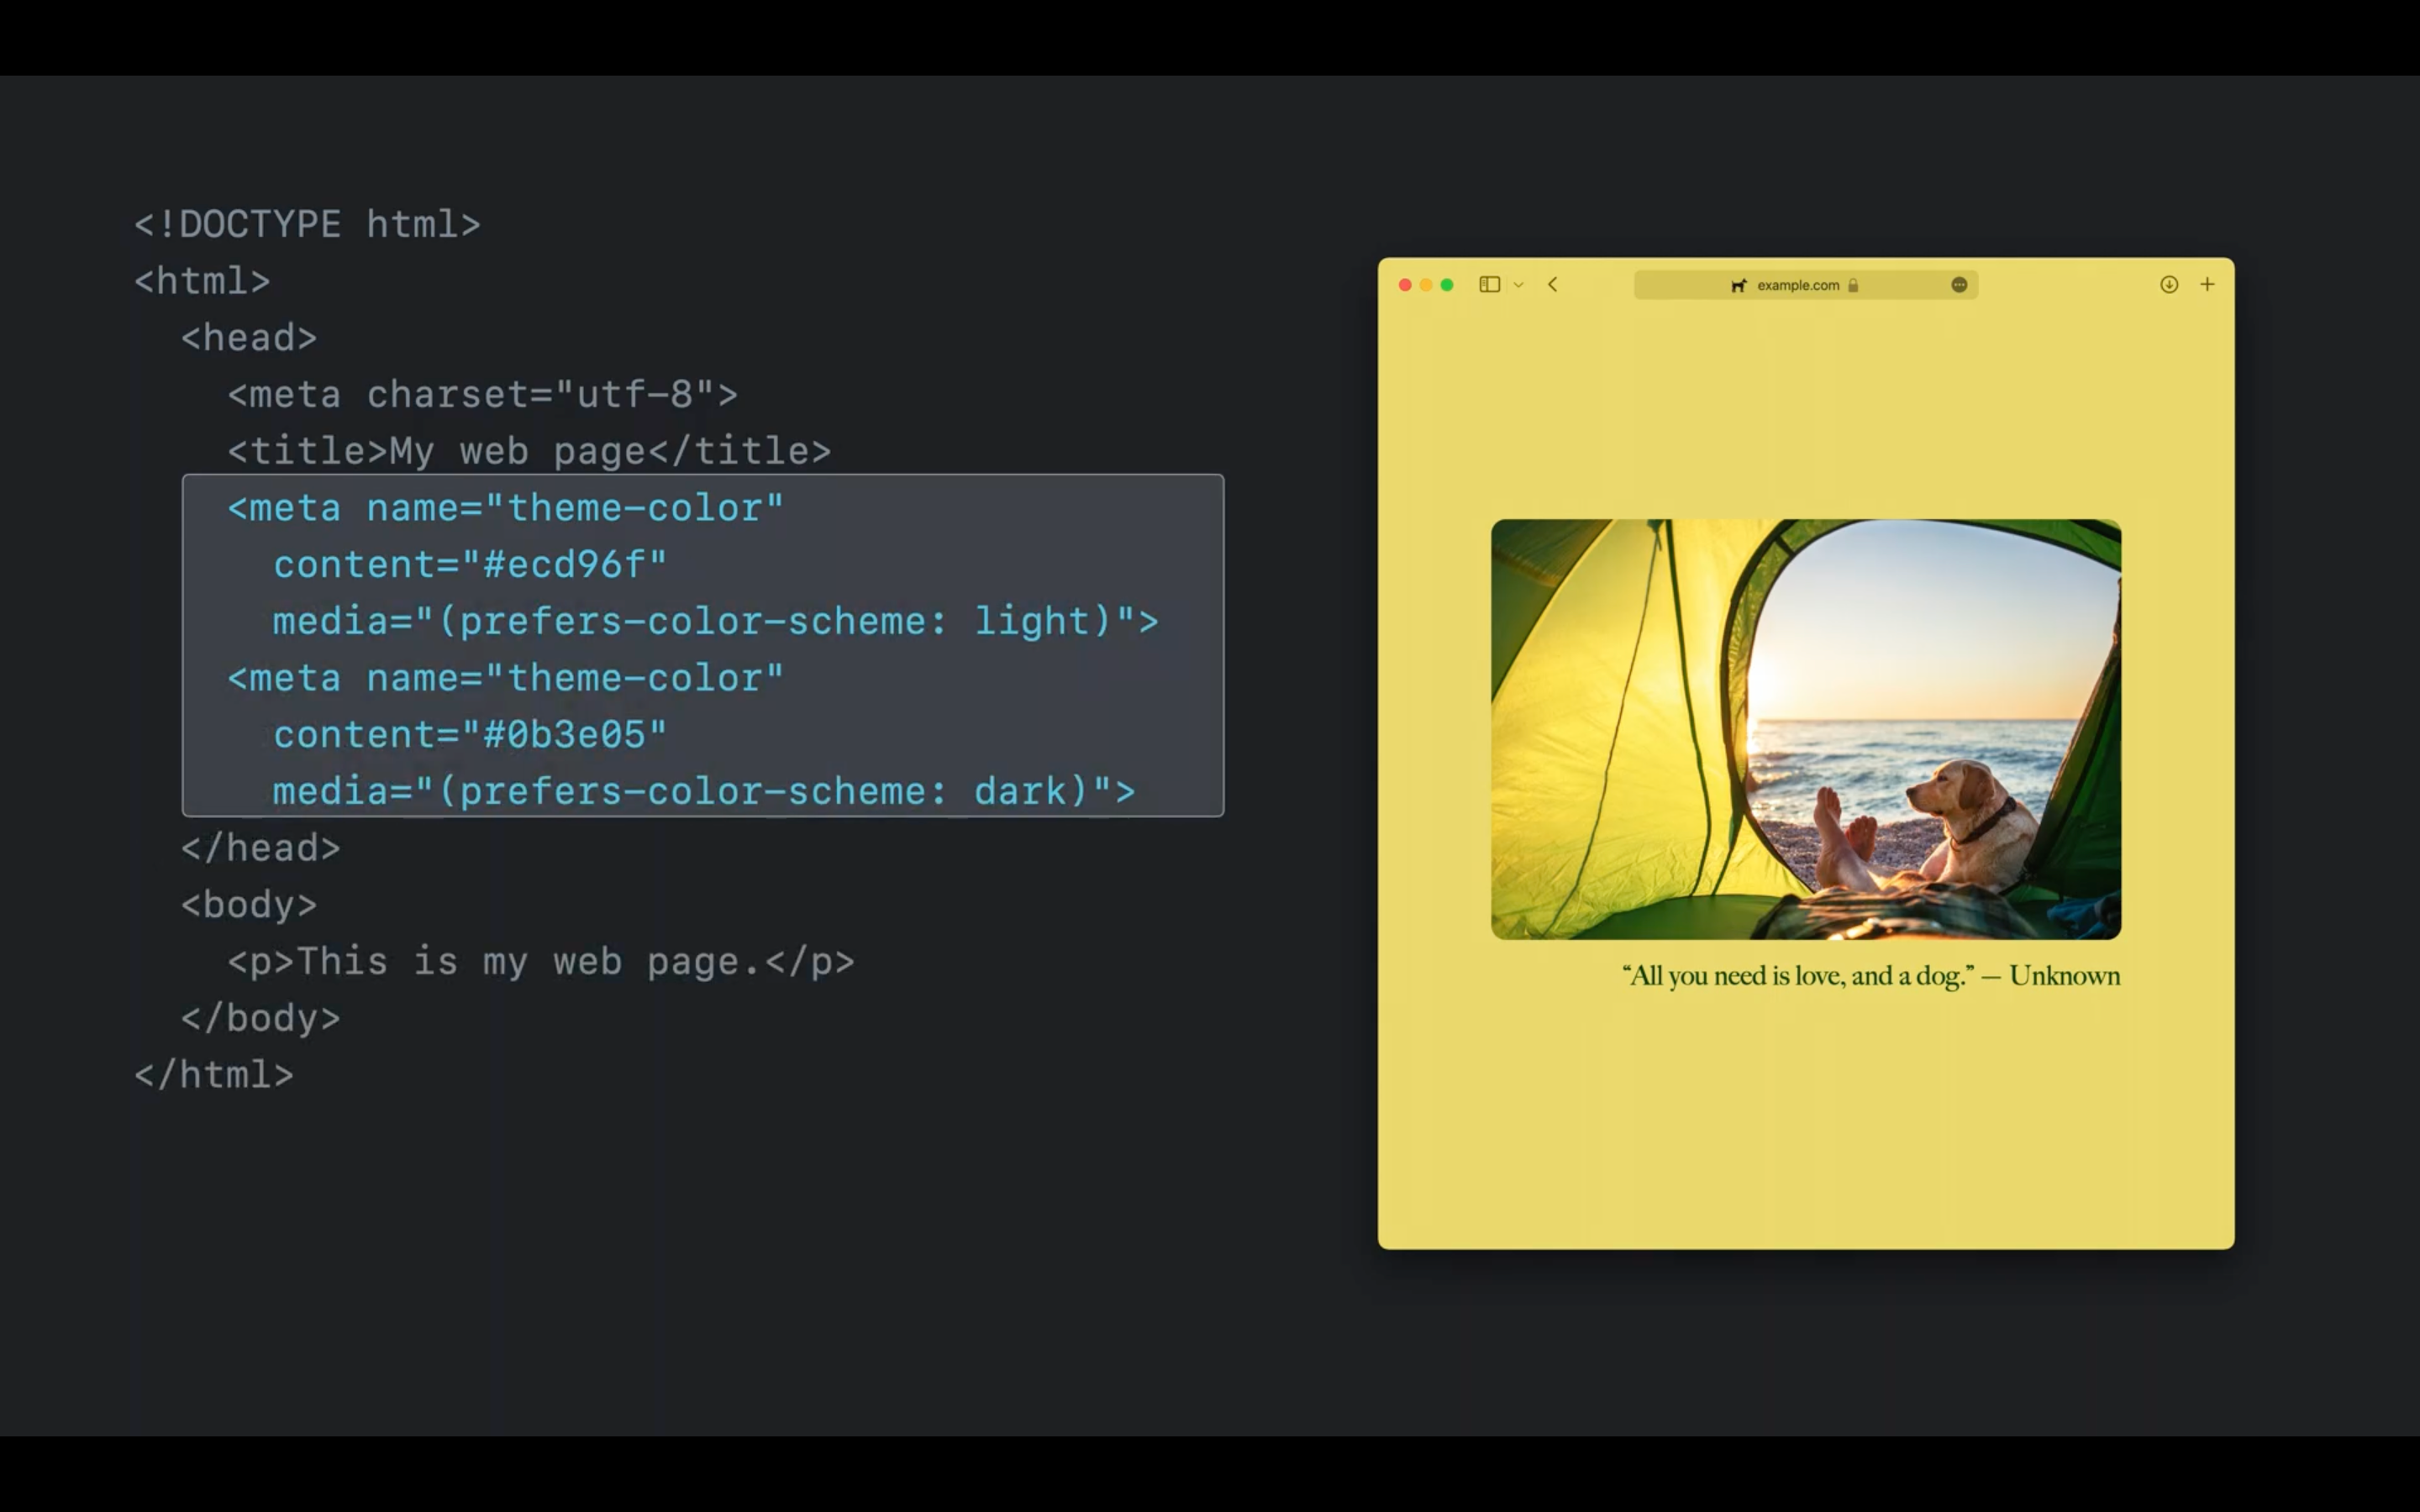 <!DOCTYPE html>
<html>
<head>
<meta charset="utf-8">
<title>My web page</title>
<meta name="theme-color"
content="#ecd96f"
media="(prefers-color-scheme: light)">
<meta name="theme-color"
content="#0b3e05"
media="(prefers-color-scheme: dark)">
</head>
<body>
<p>This is my web page.</p>
</body>
</html>
example.com
“All you need is love, and a dog.” — Unknown